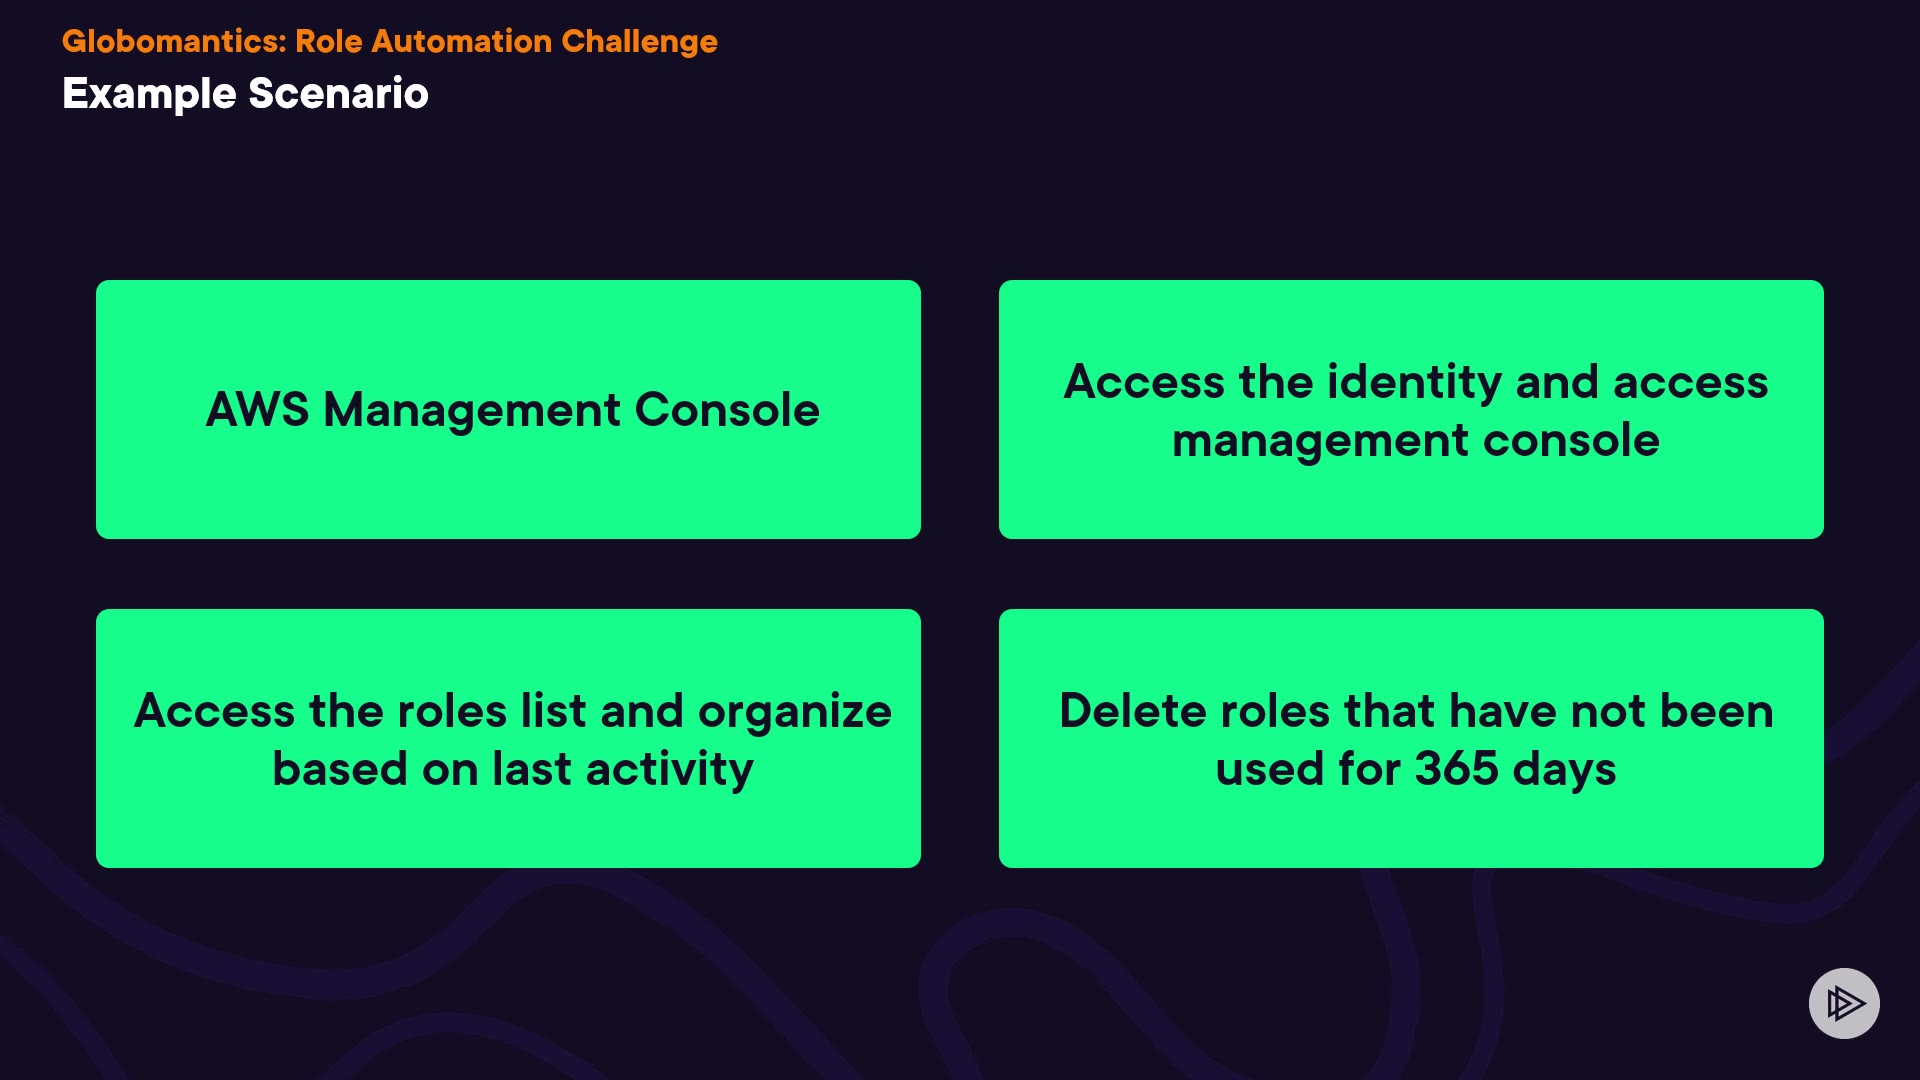 Globomantics: Role Automation Challenge
Example Scenario
AWS Management Console
Access the identity and access
management console
Access the roles list and organize
based on last activity
Delete roles that have not been
used for 365 days